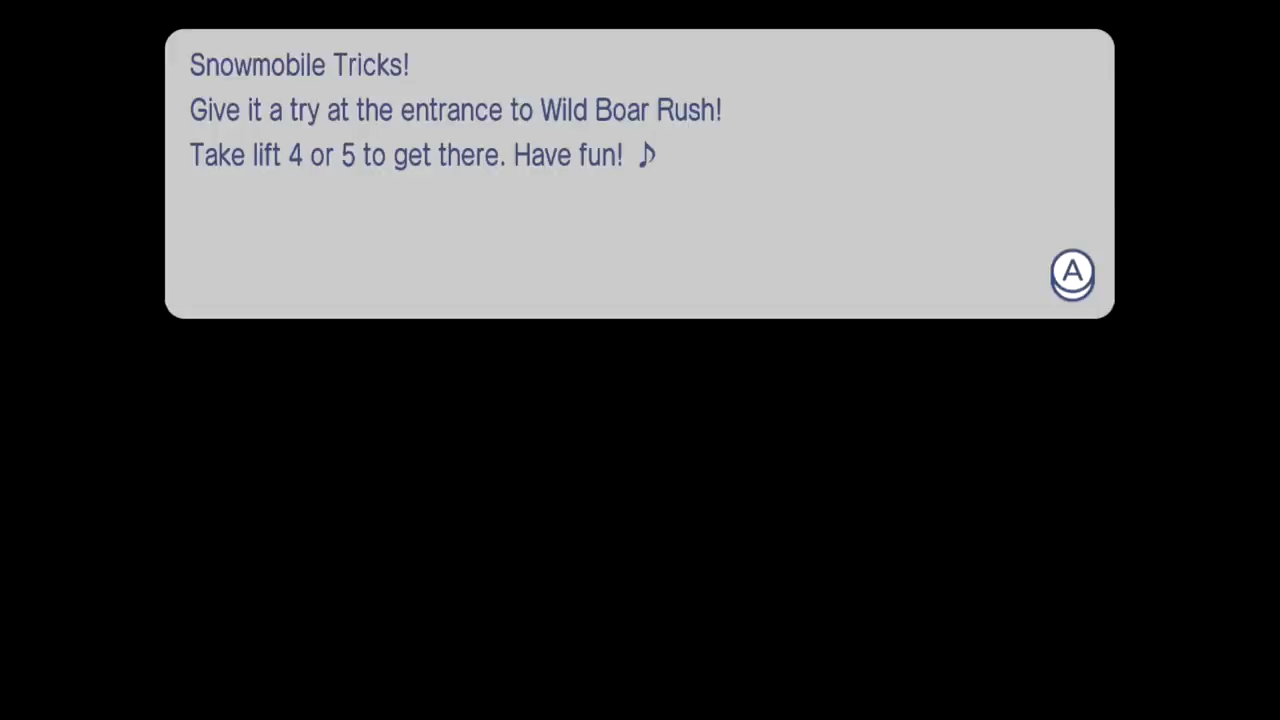 Snowmobile Tricks!
Give it a try at the entrance to Wild Boar Rush!
Take lift 4 or 5 to get there. Have fun! ♪
A